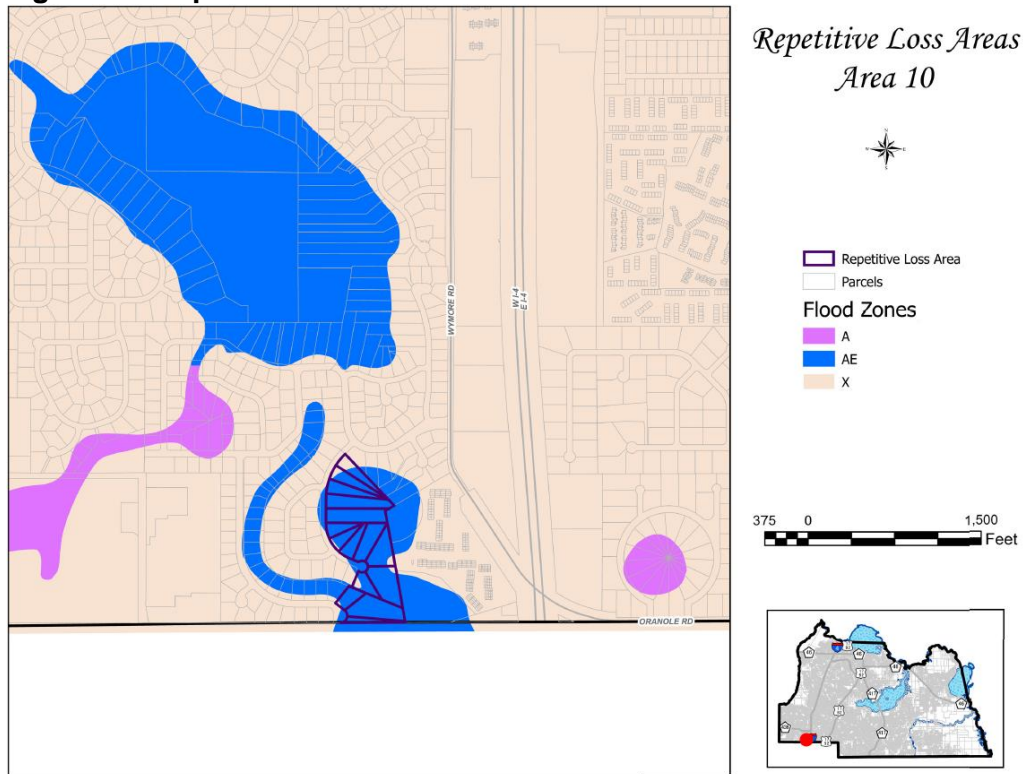 Repetitive Loss Areas
Area 10
Repetitive Loss Area
Parcels
Flood Zones
A
AE
X
WYMORE RD
W I-4
E I-4
ORANOLE RD
375 0 1,500
Feet